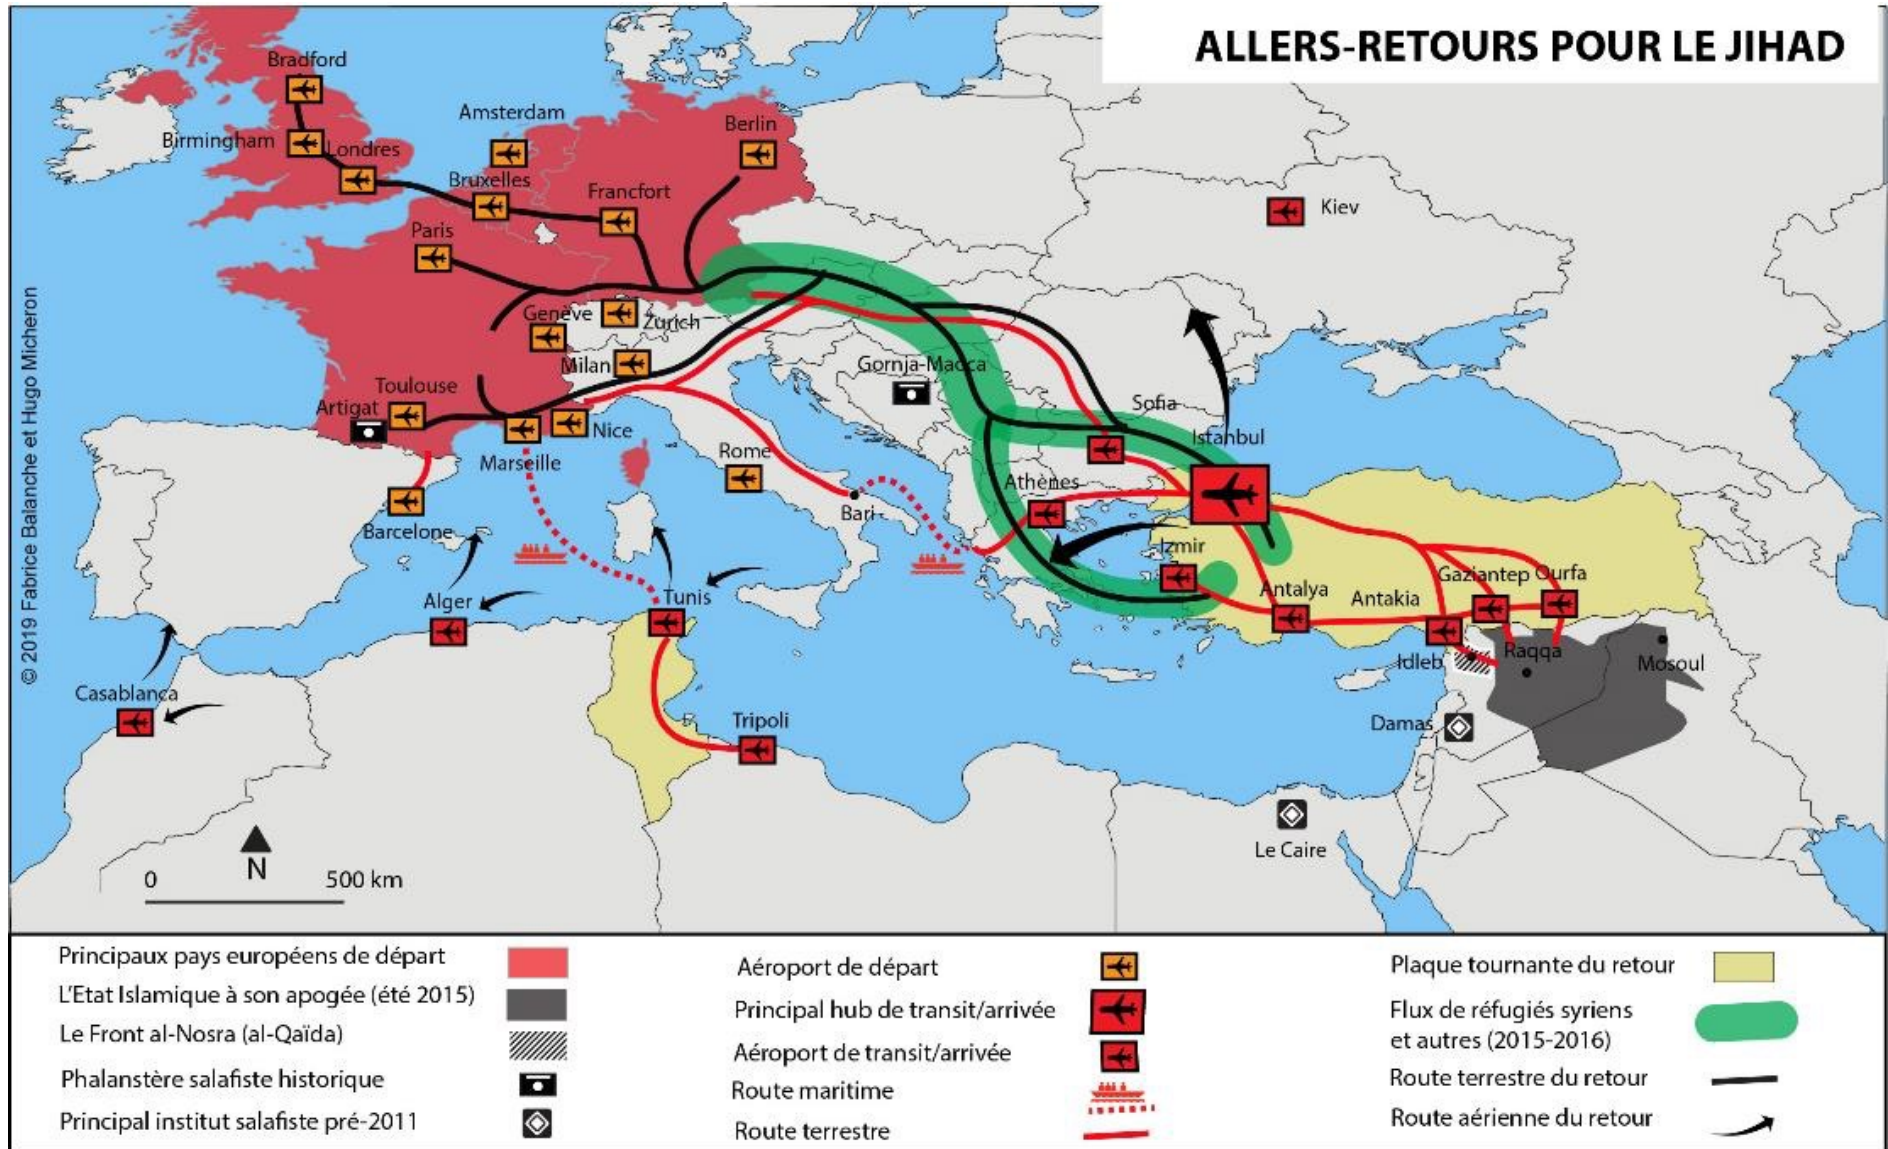 ALLERS-RETOURS POUR LE JIHAD
Bradford
Amsterdam
Berlin
Birmingham
Londres
Bruxelles
Francfort
Kiev
Paris
Genève
Zurich
Milan
Gornja-Maoca
Toulouse
Artigat
Sofia
Nice
Istanbul
Marseille
Rome
Athènes
Bari
Barcelone
Izmir
Gaziantep
Ourfa
Antalya
Antakia
Alger
Tunis
Raqqa
Idleb
Mosoul
Casablanca
Tripoli
Damas
Le Caire
© 2019 Fabrice Balanche et Hugo Micheron
N
0 500 km
Principaux pays européens de départ
L'Etat Islamique à son apogée (été 2015)
Le Front al-Nosra (al-Qaïda)
Phalanstère salafiste historique
Principal institut salafiste pré-2011
Aéroport de départ
Principal hub de transit/arrivée
Aéroport de transit/arrivée
Route maritime
Route terrestre
Plaque tournante du retour
Flux de réfugiés syriens
et autres (2015-2016)
Route terrestre du retour
Route aérienne du retour